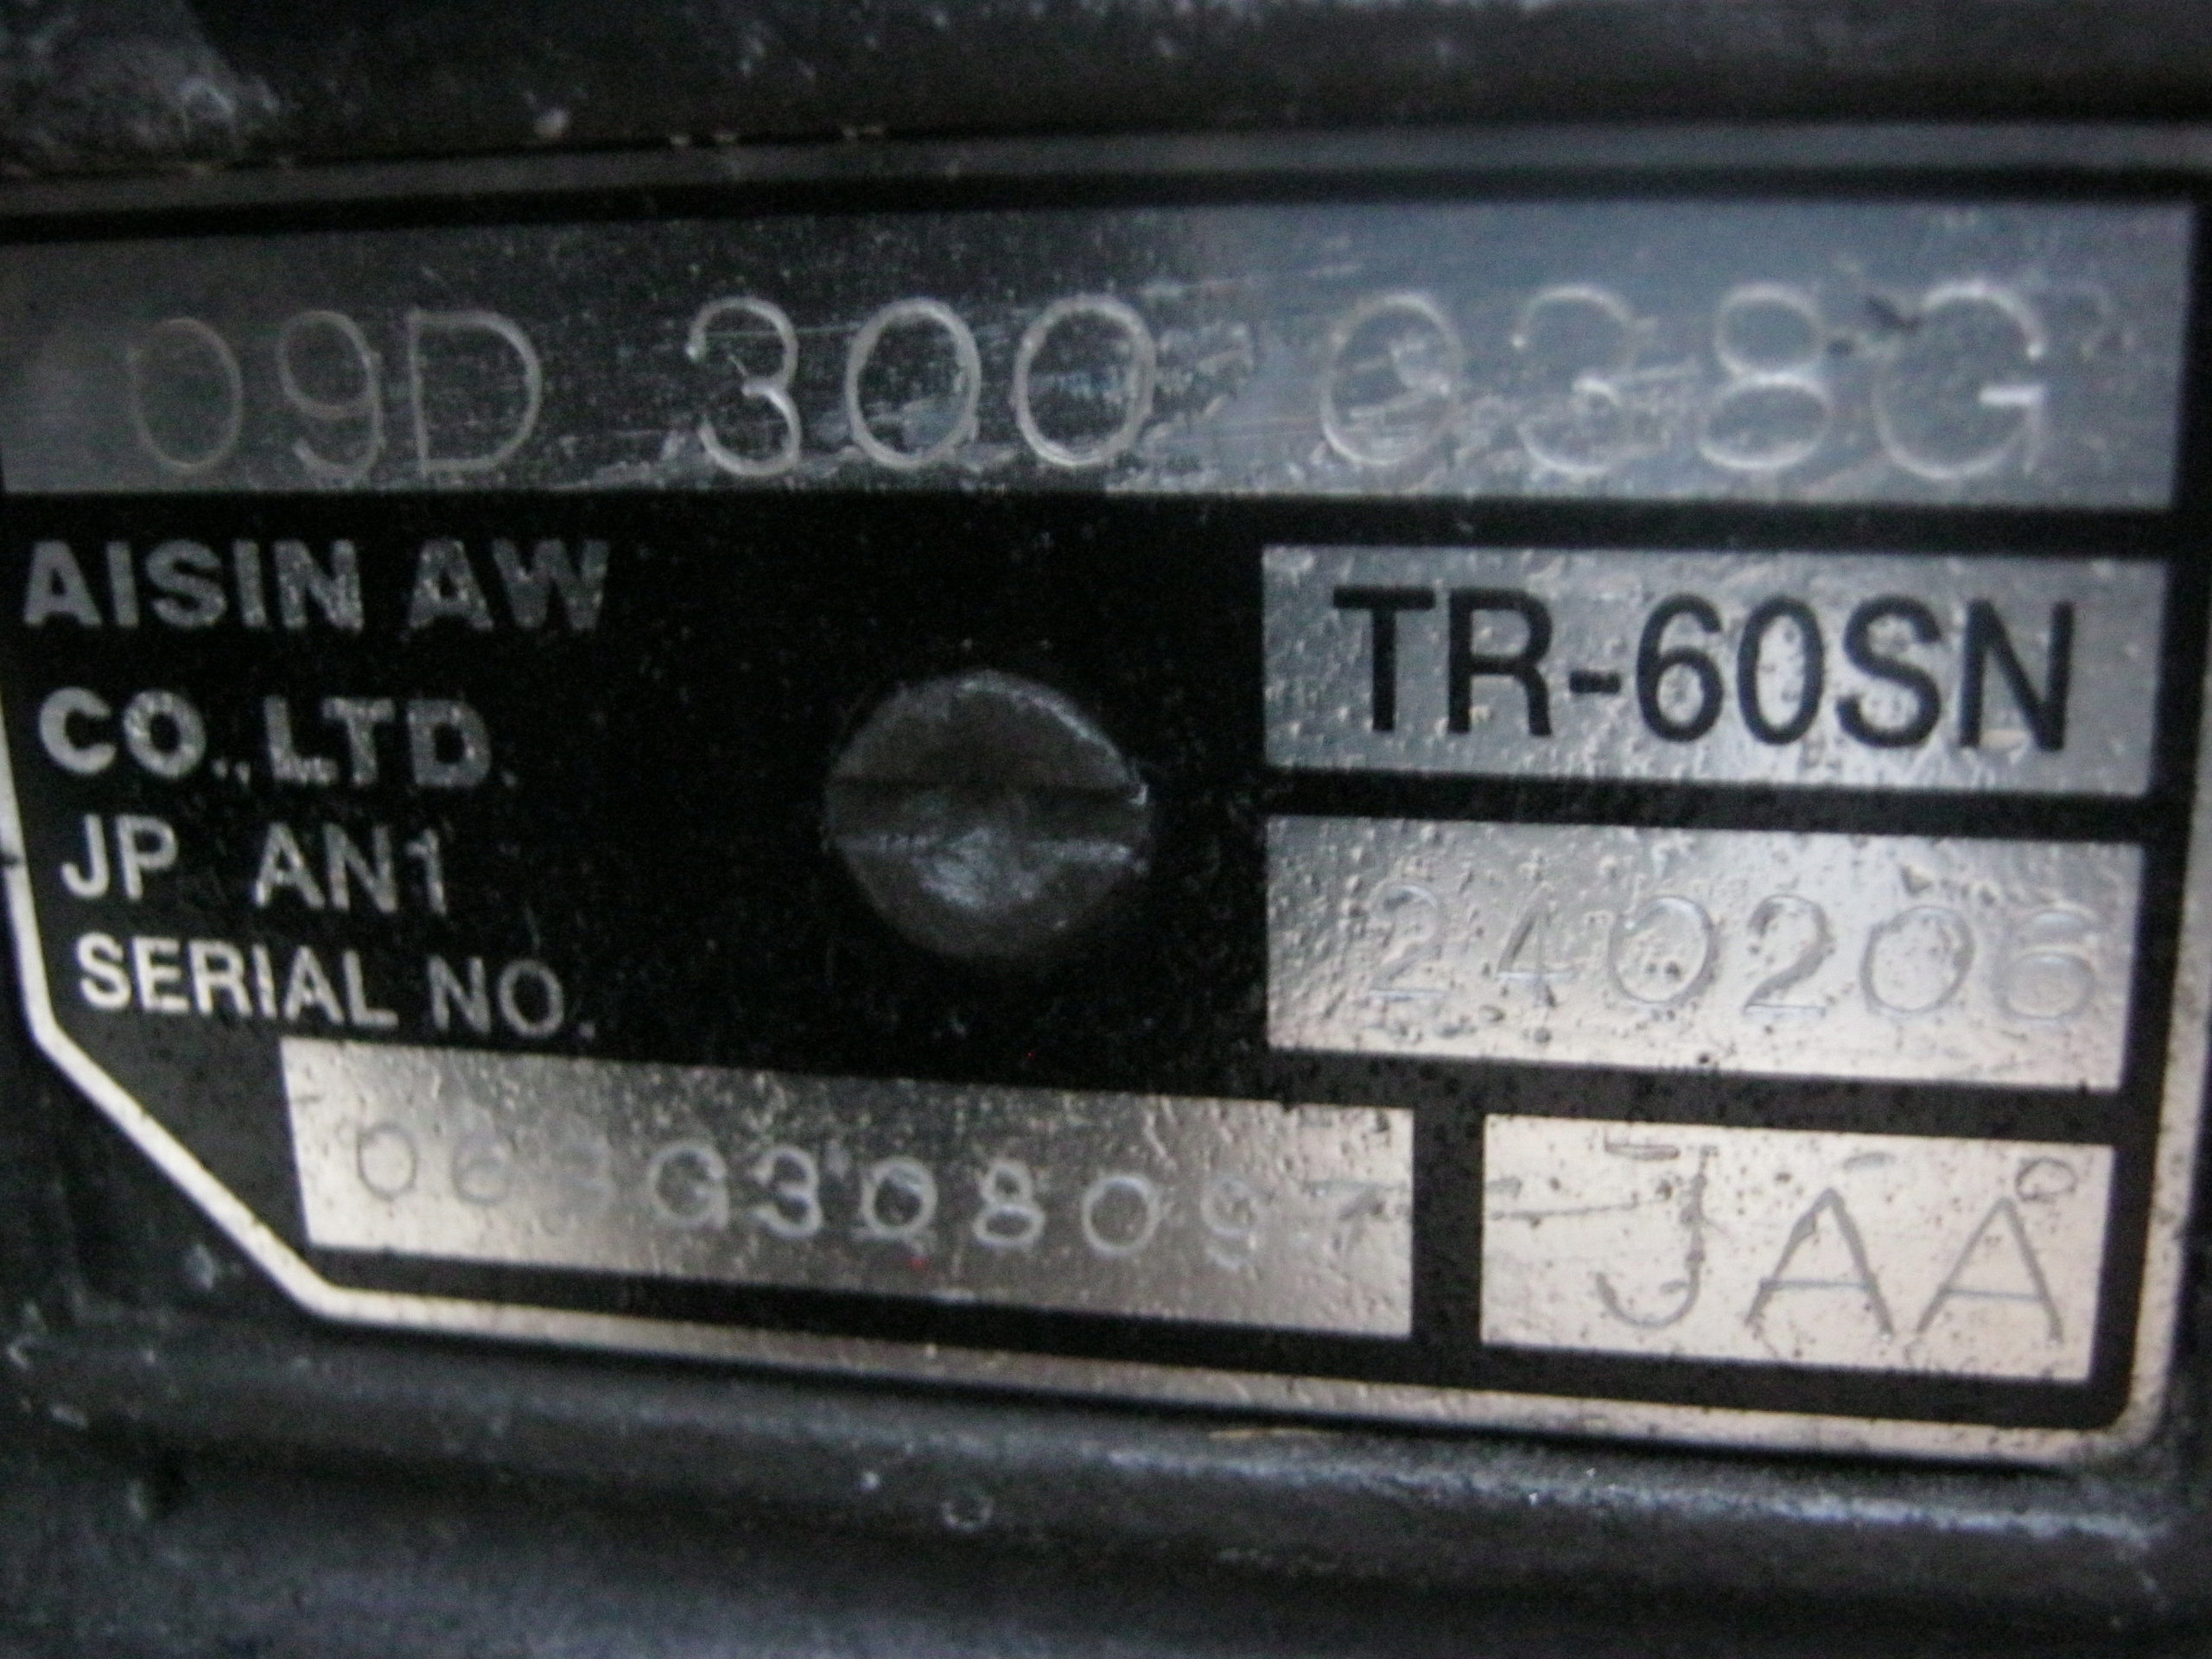 09D 300 038G
AISIN AW
CO.,LTD.
JP AN1
SERIAL NO.
TR-60SN
240206
JAA